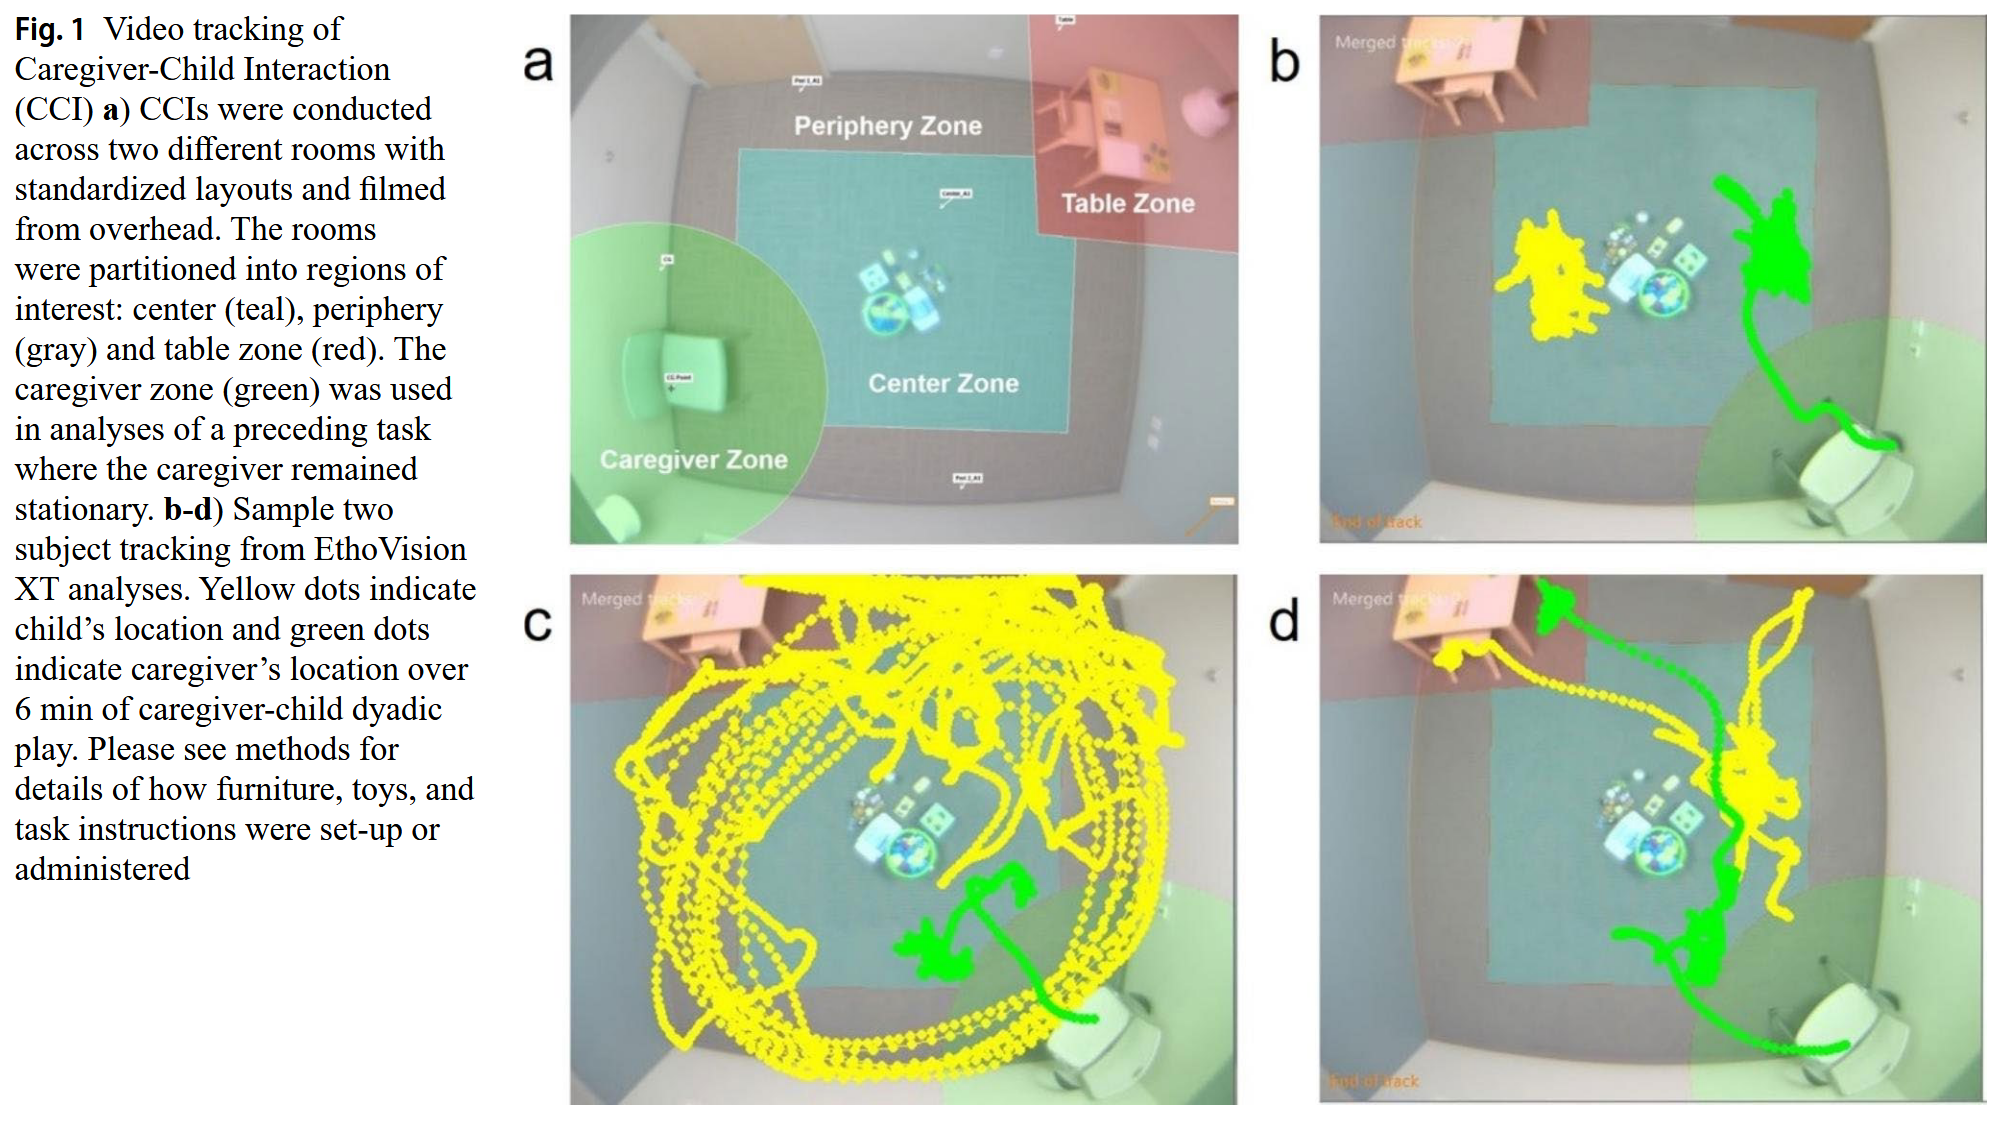 Fig. 1 Video tracking of
Caregiver-Child Interaction
(CCI) a) CCIs were conducted
across two different rooms with
standardized layouts and filmed
from overhead. The rooms
were partitioned into regions of
interest: center (teal), periphery
(gray) and table zone (red). The
caregiver zone (green) was used
in analyses of a preceding task
where the caregiver remained
stationary. b-d) Sample two
subject tracking from EthoVision
XT analyses. Yellow dots indicate
child’s location and green dots
indicate caregiver’s location over
6 min of caregiver-child dyadic
play. Please see methods for
details of how furniture, toys, and
task instructions were set-up or
administered
a
Table
Periphery Zone
Center_A1
Table Zone
CG
CG Point
Center Zone
Caregiver Zone
b
Merged
End of track
c
Merged
d
Merged
End of track